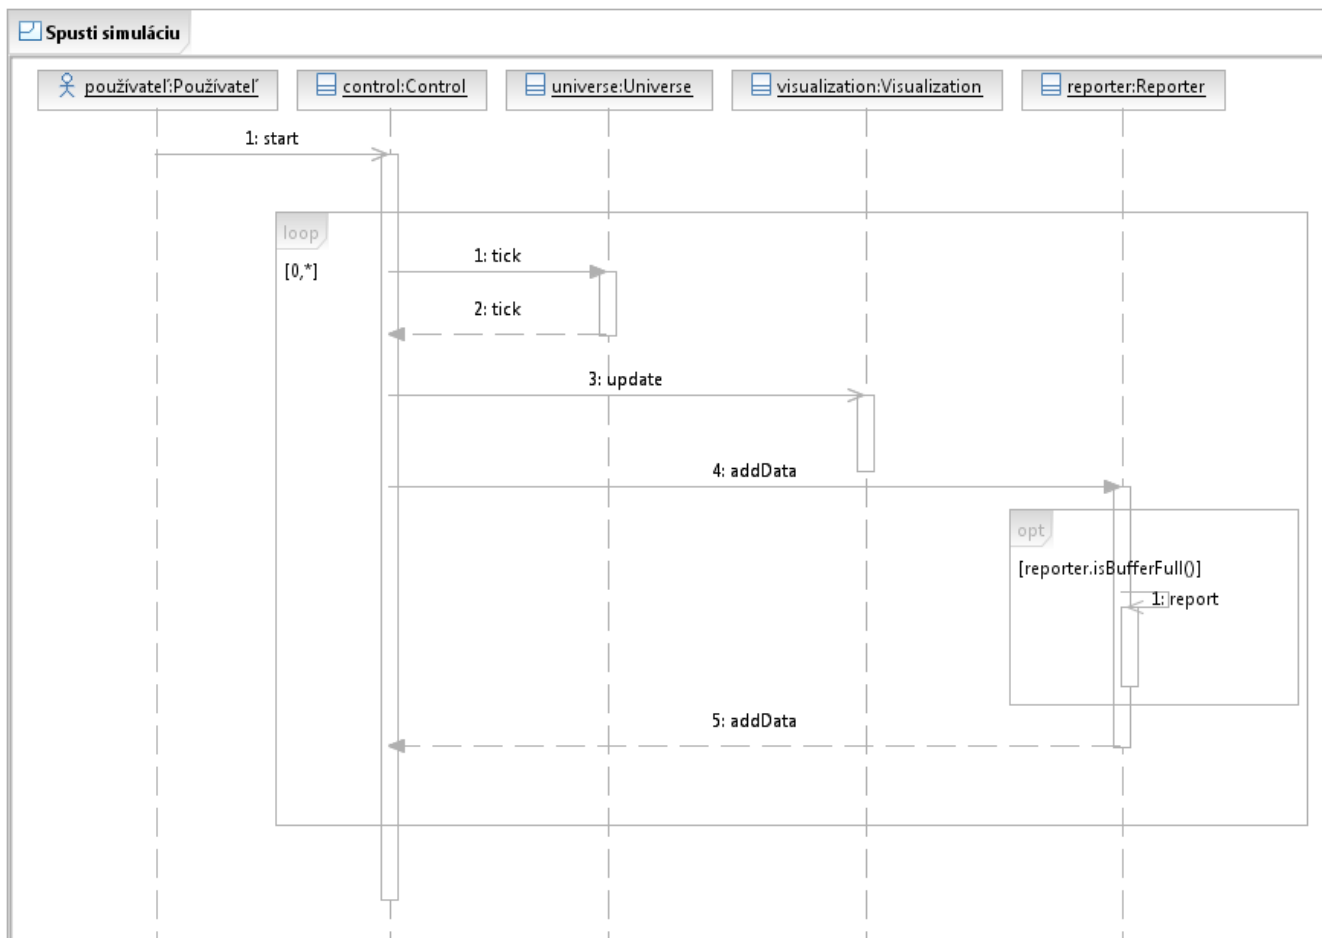 Spusti simuláciu
používateľ:Používateľ
control:Control
universe:Universe
visualization:Visualization
reporter:Reporter
1: start
loop
[0,*]
1: tick
2: tick
3: update
4: addData
opt
[reporter.isBufferFull()]
1: report
5: addData